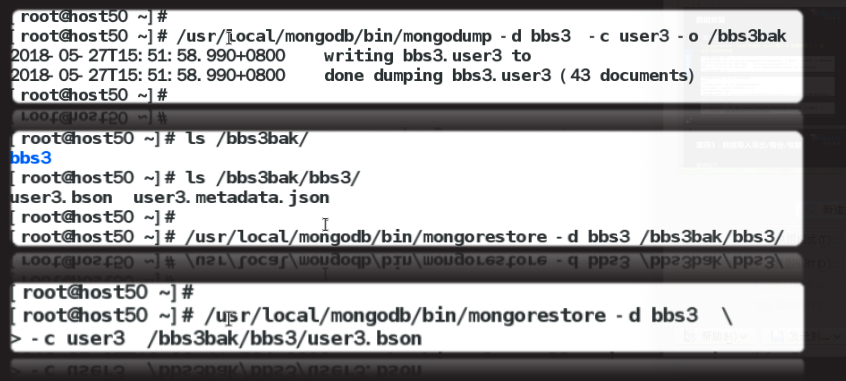 [root@host50 ~]#
[root@host50 ~]# /usr/local/mongodb/bin/mongodump -d bbs3 -c user3 -o /bbs3bak
2018-05-27T15:51:58.990+0800 writing bbs3.user3 to
2018-05-27T15:51:58.990+0800 done dumping bbs3.user3 (43 documents)
[root@host50 ~]#
[root@host50 ~]# ls /bbs3bak/
bbs3
[root@host50 ~]# ls /bbs3bak/bbs3/
user3.bson user3.metadata.json
[root@host50 ~]#
[root@host50 ~]# /usr/local/mongodb/bin/mongorestore -d bbs3 /bbs3bak/bbs3/
[root@host50 ~]#
[root@host50 ~]# /usr/local/mongodb/bin/mongorestore -d bbs3 \
> -c user3 /bbs3bak/bbs3/user3.bson